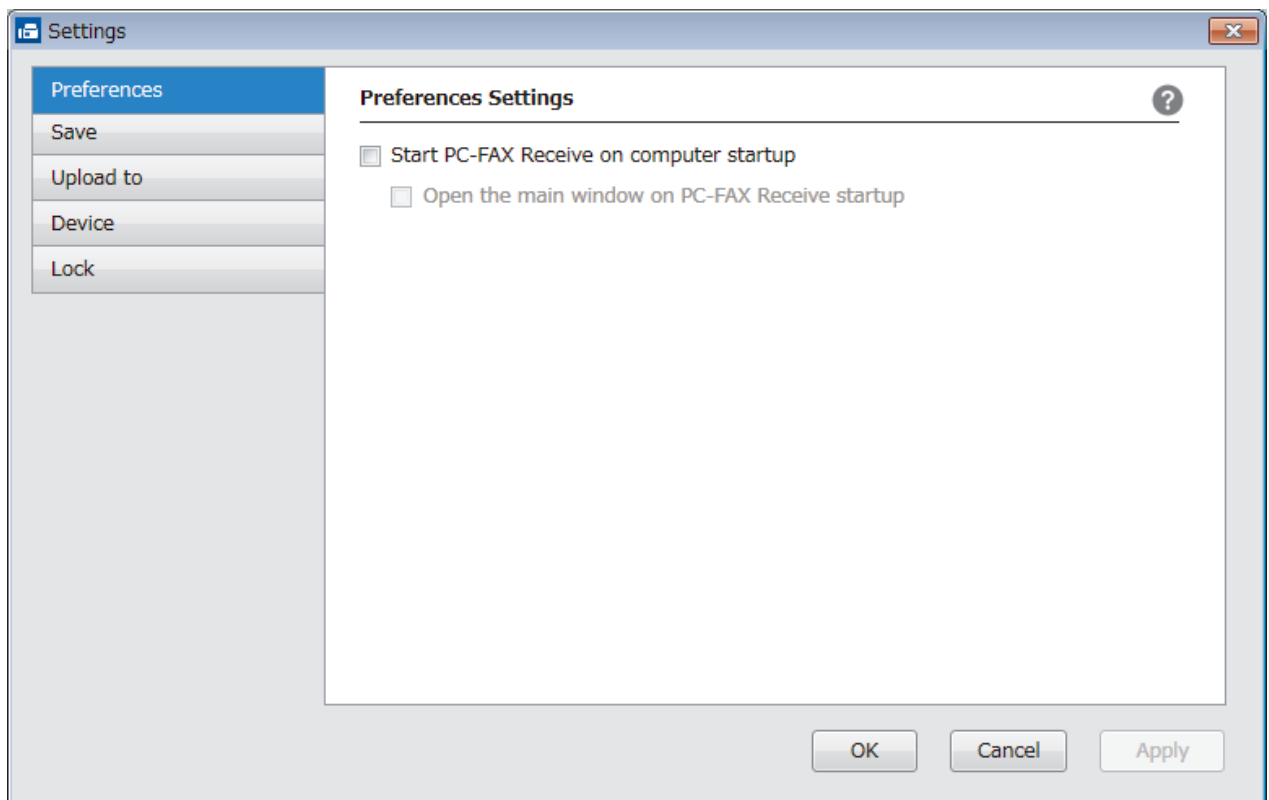 Settings
Preferences
Save
Upload to
Device
Lock
Preferences Settings
?
Start PC-FAX Receive on computer startup
Open the main window on PC-FAX Receive startup
OK
Cancel
Apply